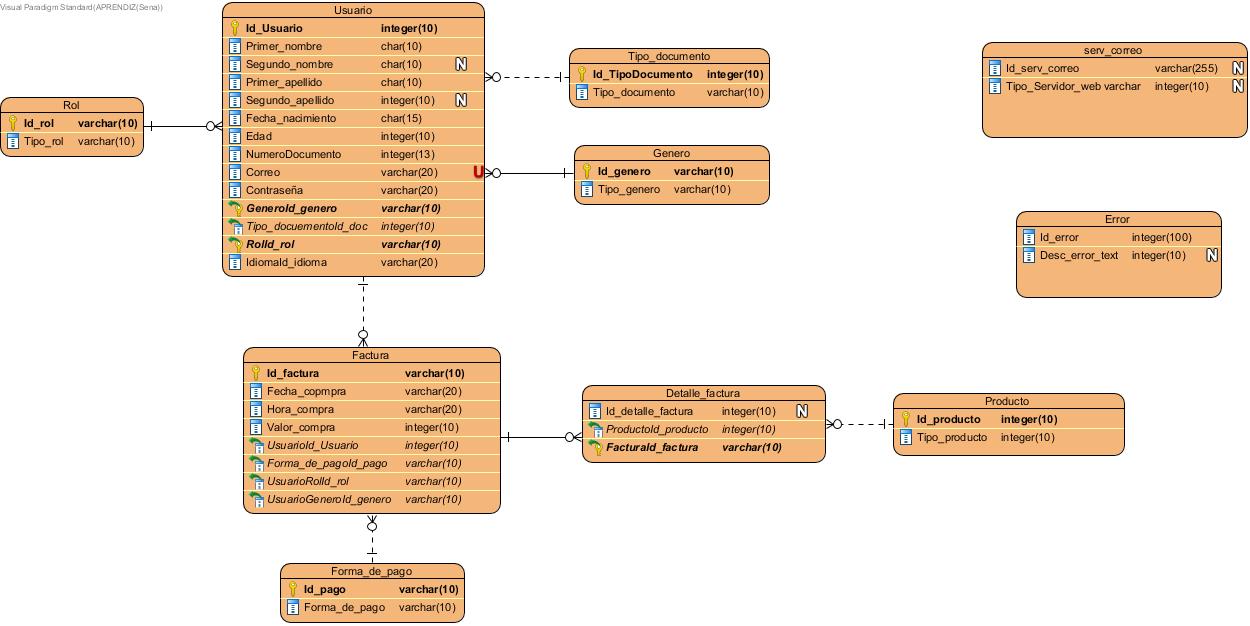 Visual Paradigm Standard(APRENDIZ(Sena))
Usuario
Id_Usuario integer(10)
Primer_nombre char(10)
Segundo_nombre char(10) N
Primer_apellido char(10)
Segundo_apellido integer(10) N
Fecha_nacimiento char(15)
Edad integer(10)
NumeroDocumento integer(13)
Correo varchar(20) U
Contraseña varchar(20)
GeneroId_genero varchar(10)
Tipo_docuementoId_doc integer(10)
RolId_rol varchar(10)
IdiomaId_idioma varchar(20)
Rol
Id_rol varchar(10)
Tipo_rol varchar(10)
Tipo_documento
Id_TipoDocumento integer(10)
Tipo_documento varchar(10)
Genero
Id_genero varchar(10)
Tipo_genero varchar(10)
serv_correo
Id_serv_correo varchar(255) N
Tipo_Servidor_web varchar integer(10) N
Error
Id_error integer(100)
Desc_error_text integer(10) N
Factura
Id_factura varchar(10)
Fecha_copmpra varchar(20)
Hora_compra varchar(20)
Valor_compra integer(10)
UsuarioId_Usuario integer(10)
Forma_de_pagoId_pago varchar(10)
UsuarioRolId_rol varchar(10)
UsuarioGeneroId_genero varchar(10)
Detalle_factura
Id_detalle_factura integer(10) N
ProductoId_producto integer(10)
FacturaId_factura varchar(10)
Producto
Id_producto integer(10)
Tipo_producto integer(10)
Forma_de_pago
Id_pago varchar(10)
Forma_de_pago varchar(10)